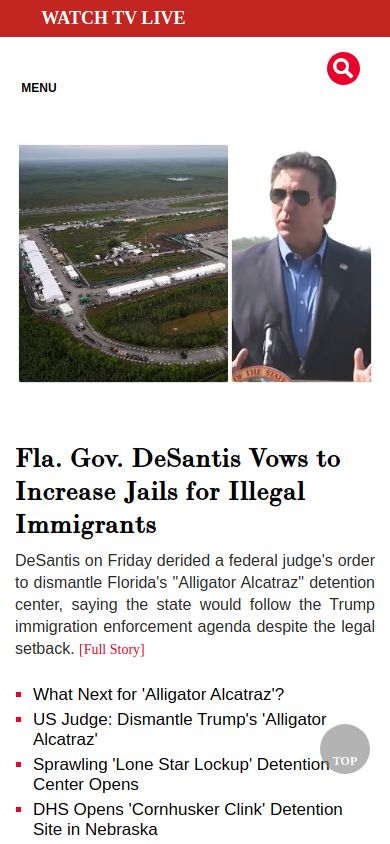 WATCH TV LIVE
MENU
OF THE STATE
Fla. Gov. DeSantis Vows to
Increase Jails for Illegal
Immigrants
DeSantis on Friday derided a federal judge's order
to dismantle Florida's "Alligator Alcatraz" detention
center, saying the state would follow the Trump
immigration enforcement agenda despite the legal
setback. [Full Story]
What Next for 'Alligator Alcatraz'?
US Judge: Dismantle Trump's 'Alligator
Alcatraz'
Sprawling 'Lone Star Lockup' Detention
Center Opens
TOP
DHS Opens 'Cornhusker Clink' Detention
Site in Nebraska